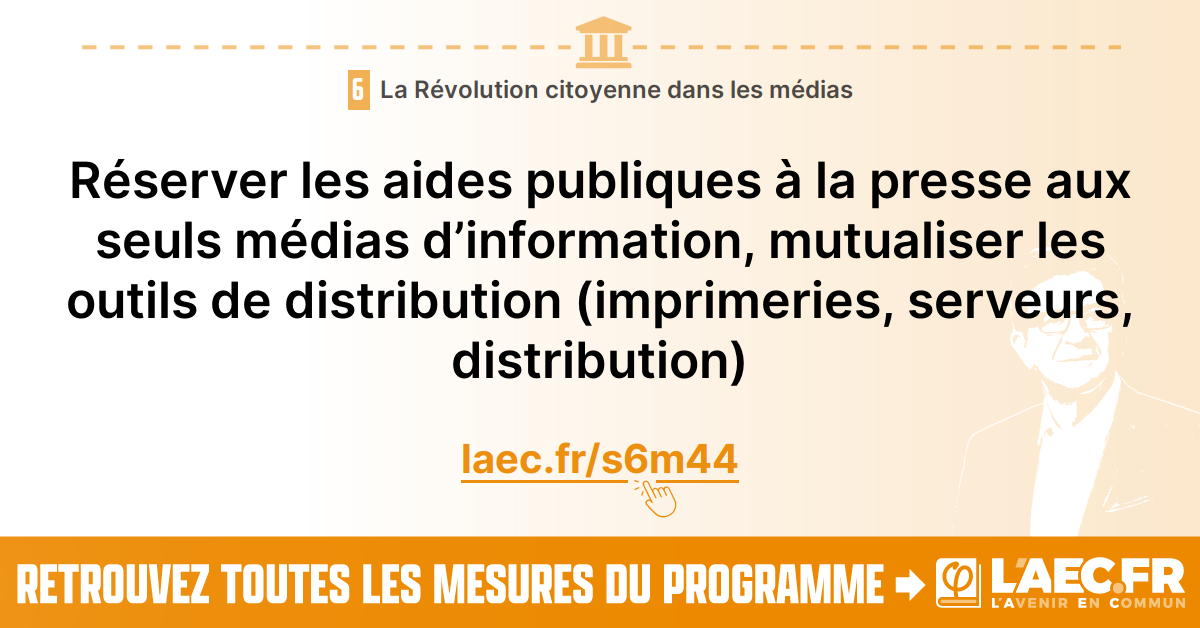 6 La Révolution citoyenne dans les médias
Réserver les aides publiques à la presse aux
seuls médias d’information, mutualiser les
outils de distribution (imprimeries, serveurs,
distribution)
laec.fr/s6m44
RETROUVEZ TOUTES LES MESURES DU PROGRAMME
φ L'AEC.FR
L'AVENIR EN COMMUN